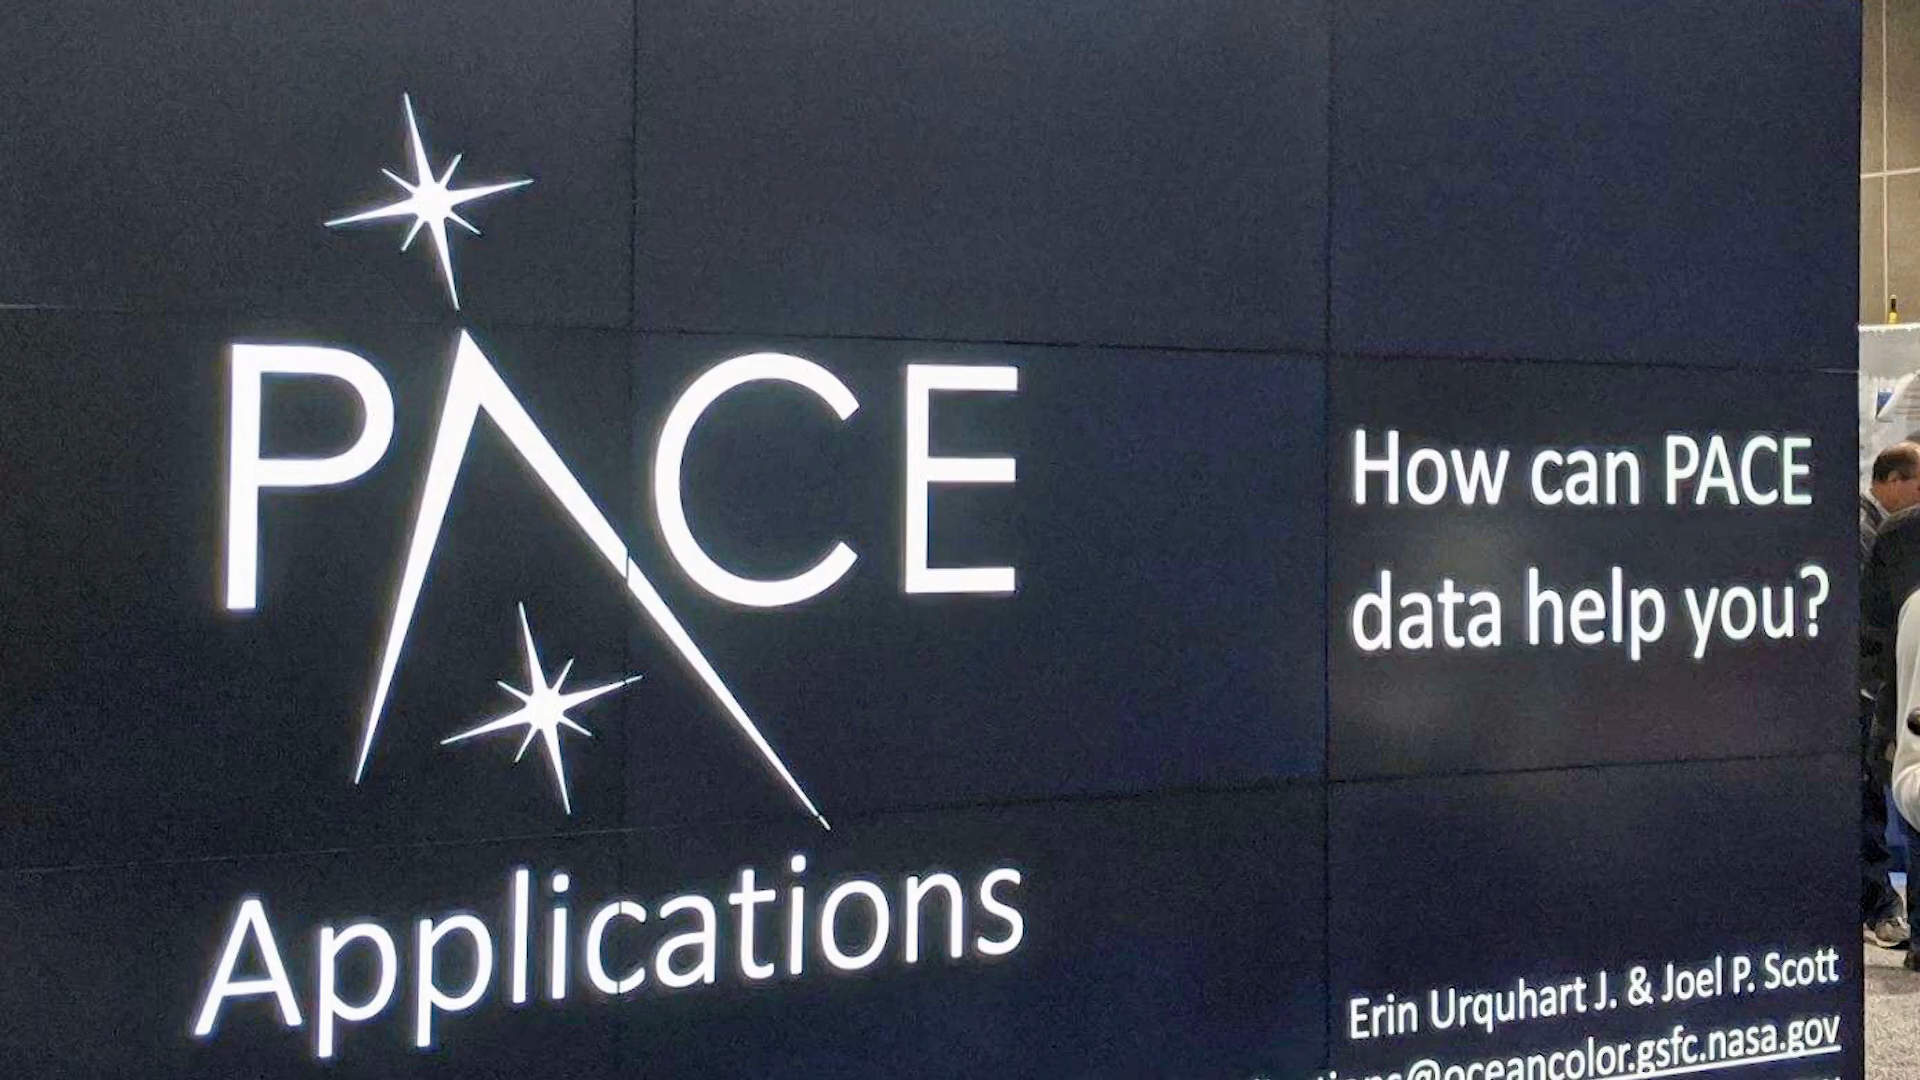 PACE
Applications
How can PACE
data help you?
Erin Urquhart J. & Joel P. Scott
@oceancolor.gsfc.nasa.gov